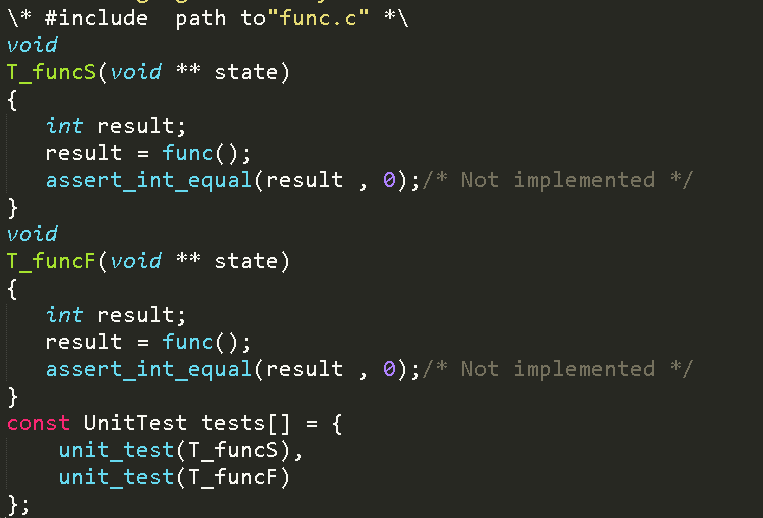 \* #include  path to"func.c" *\
void
T_funcS(void ** state)
{
   int result;
   result = func();
   assert_int_equal(result , 0);/* Not implemented */
}
void
T_funcF(void ** state)
{
   int result;
   result = func();
   assert_int_equal(result , 0);/* Not implemented */
}
const UnitTest tests[] = {
    unit_test(T_funcS),
    unit_test(T_funcF)
};